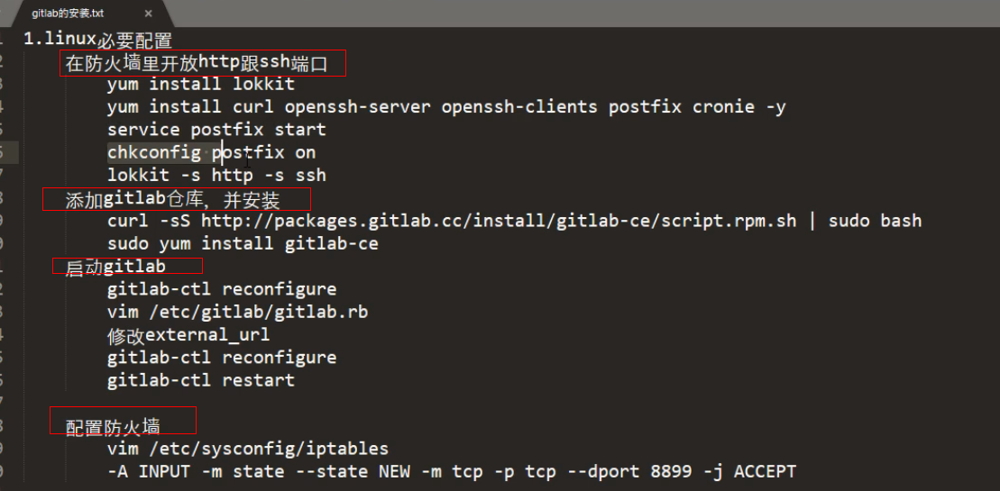 gitlab的安装.txt
1.linux必要配置
在防火墙里开放http跟ssh端口
yum install lokkit
yum install curl openssh-server openssh-clients postfix cronie -y
service postfix start
chkconfig postfix on
lokkit -s http -s ssh
添加gitlab仓库，并安装
curl -sS http://packages.gitlab.cc/install/gitlab-ce/script.rpm.sh | sudo bash
sudo yum install gitlab-ce
启动gitlab
gitlab-ctl reconfigure
vim /etc/gitlab/gitlab.rb
修改external_url
gitlab-ctl reconfigure
gitlab-ctl restart
配置防火墙
vim /etc/sysconfig/iptables
-A INPUT -m state --state NEW -m tcp -p tcp --dport 8899 -j ACCEPT